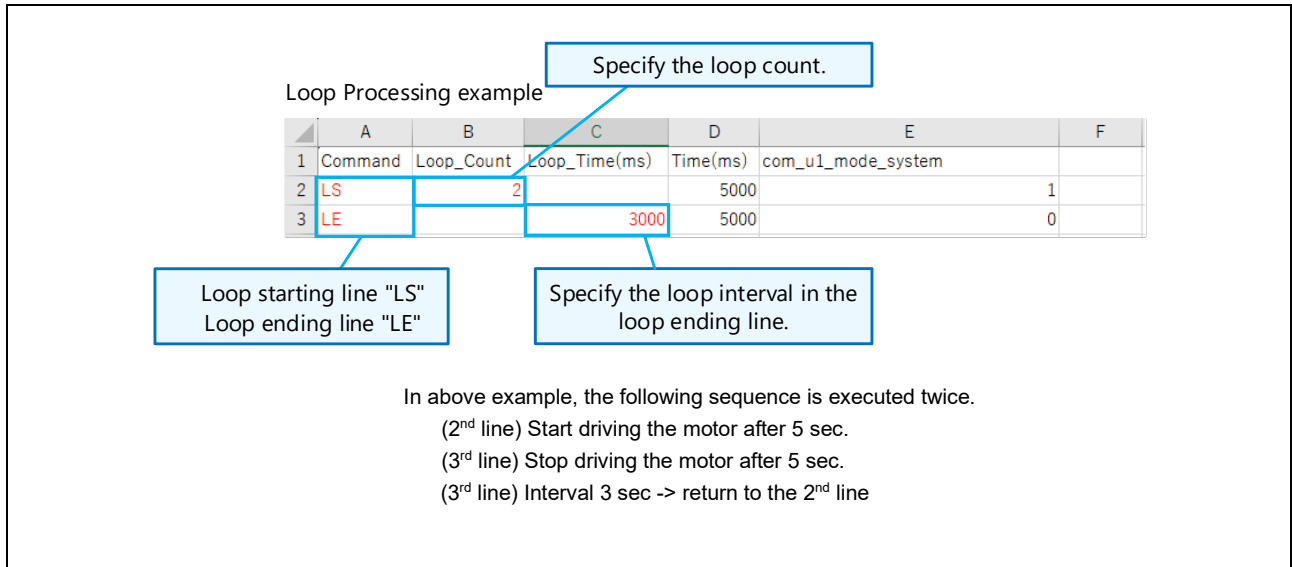 Specify the loop count.
Loop Processing example
A B C D E F
1 Command Loop_Count Loop_Time(ms) Time(ms) com_u1_mode_system
2 LS 2 5000 1
3 LE 3000 5000 0
Loop starting line "LS"
Loop ending line "LE"
Specify the loop interval in the
loop ending line.
In above example, the following sequence is executed twice.
(2nd line) Start driving the motor after 5 sec.
(3rd line) Stop driving the motor after 5 sec.
(3rd line) Interval 3 sec -> return to the 2nd line